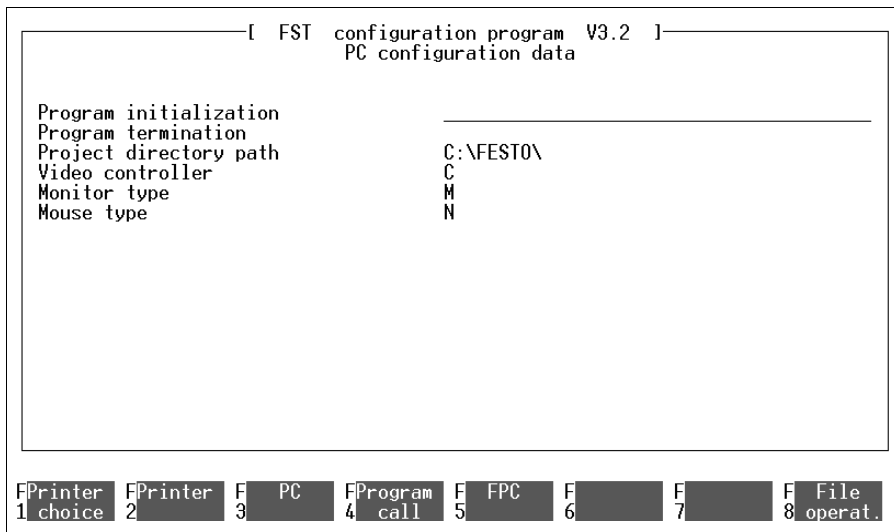 [ FST configuration program V3.2 ]
PC configuration data
Program initialization
Program termination
Project directory path C:\FESTO\
Video controller C
Monitor type M
Mouse type N
F1 Printer choice F2 Printer F3 PC F4 Program call F5 FPC F6 F7 F8 File operat.